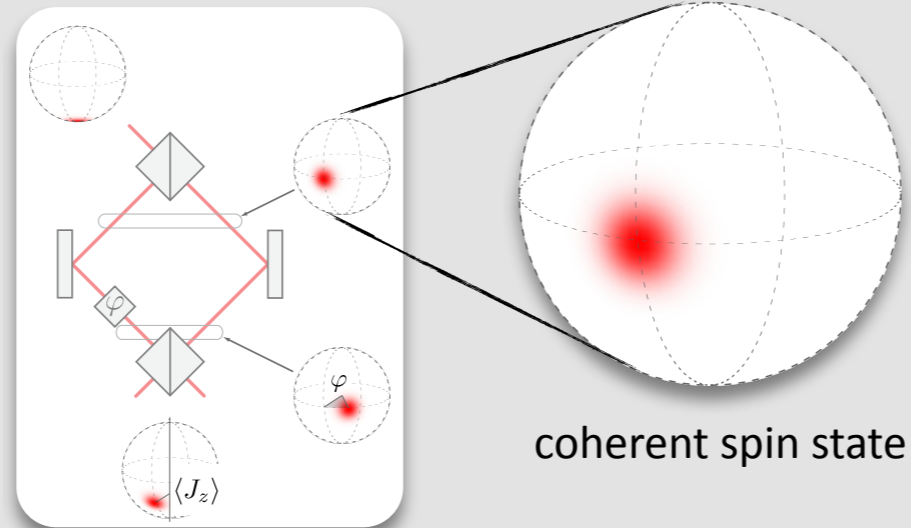 φ
φ
⟨J_z⟩
coherent spin state